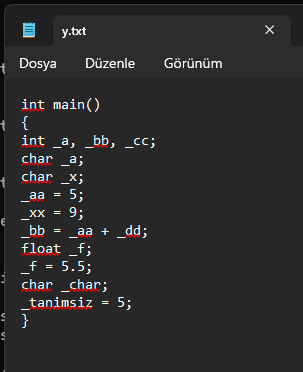 y.txt
Dosya Düzenle Görünüm
int main()
{
int _a, _bb, _cc;
char _a;
char _x;
_aa = 5;
_xx = 9;
_bb = _aa + _dd;
float _f;
_f = 5.5;
char _char;
_tanimsiz = 5;
}